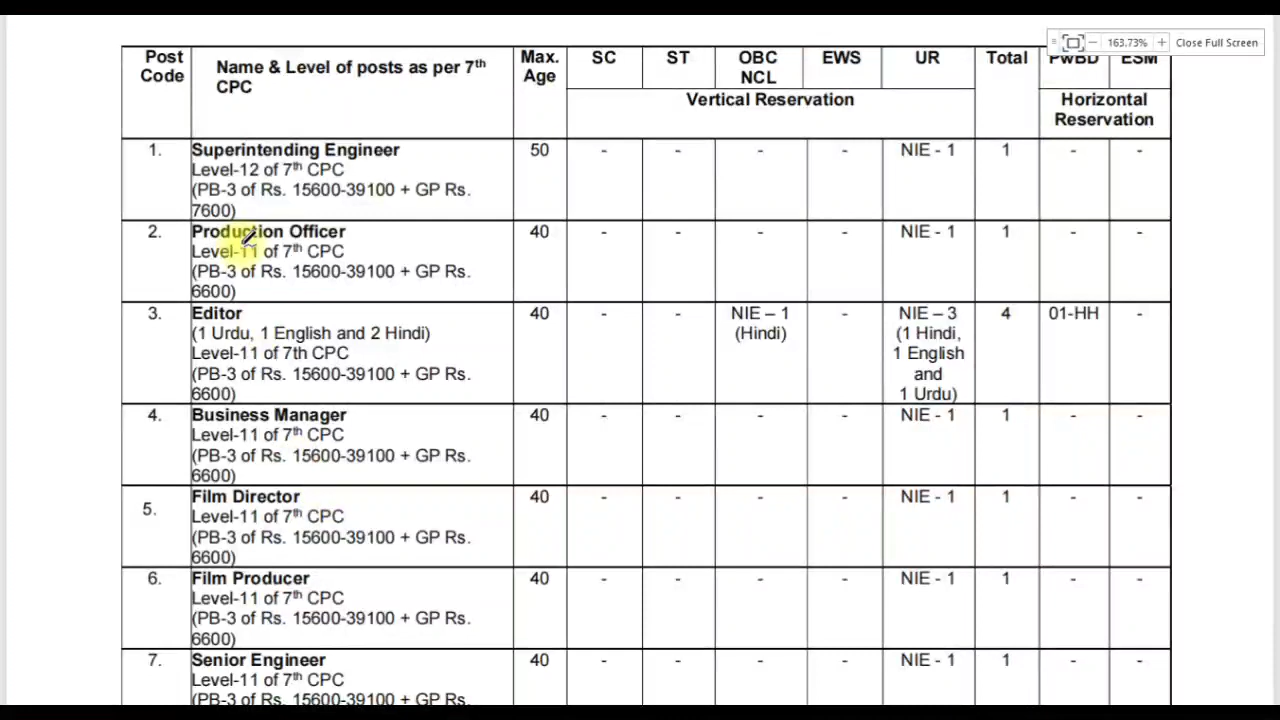 163.73%
Close Full Screen
Post Code
Name & Level of posts as per 7th CPC
Max. Age
SC
ST
OBC NCL
EWS
UR
Total
PwBD
ESM
Vertical Reservation
Horizontal Reservation
1.
Superintending Engineer
Level-12 of 7th CPC
(PB-3 of Rs. 15600-39100 + GP Rs.
7600)
50
-
-
-
-
NIE - 1
1
-
-
2.
Production Officer
Level-11 of 7th CPC
(PB-3 of Rs. 15600-39100 + GP Rs.
6600)
40
-
-
-
-
NIE - 1
1
-
-
3.
Editor
(1 Urdu, 1 English and 2 Hindi)
Level-11 of 7th CPC
(PB-3 of Rs. 15600-39100 + GP Rs.
6600)
40
-
-
NIE – 1
(Hindi)
-
NIE – 3
(1 Hindi,
1 English
and
1 Urdu)
4
01-HH
-
4.
Business Manager
Level-11 of 7th CPC
(PB-3 of Rs. 15600-39100 + GP Rs.
6600)
40
-
-
-
-
NIE - 1
1
-
-
5.
Film Director
Level-11 of 7th CPC
(PB-3 of Rs. 15600-39100 + GP Rs.
6600)
40
-
-
-
-
NIE - 1
1
-
-
6.
Film Producer
Level-11 of 7th CPC
(PB-3 of Rs. 15600-39100 + GP Rs.
6600)
40
-
-
-
-
NIE - 1
1
-
-
7.
Senior Engineer
Level-11 of 7th CPC
(PB-3 of Rs. 15600-39100 + GP Rs.
40
-
-
-
-
NIE - 1
1
-
-